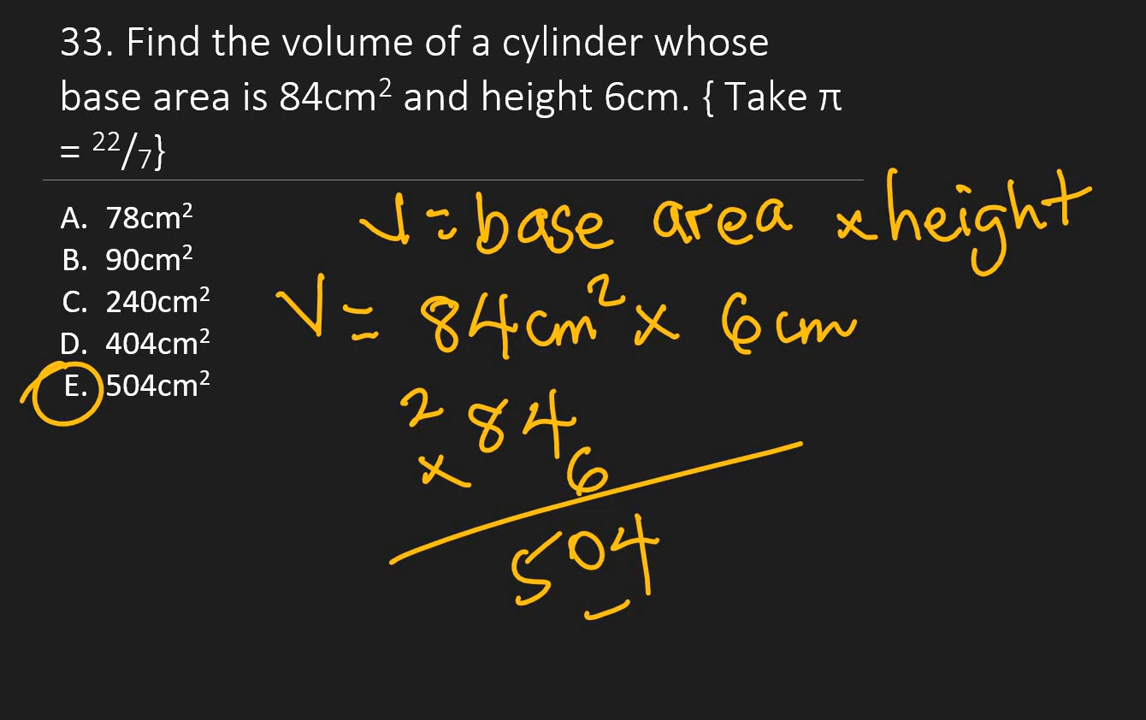 33. Find the volume of a cylinder whose
base area is 84cm² and height 6cm. { Take π
= ²²/₇}
A. 78cm²
B. 90cm²
C. 240cm²
D. 404cm²
E. 504cm²
V = base area x height
V = 84cm² x 6cm
2 84
x 6
504